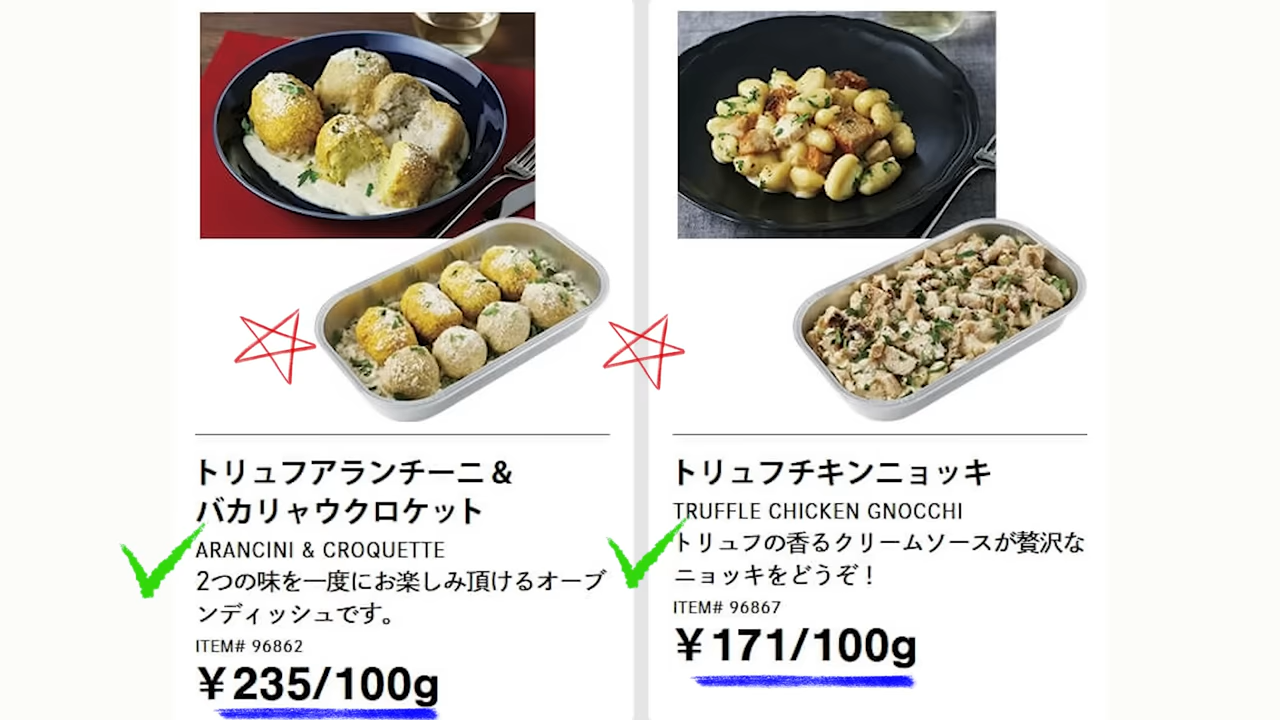 トリュフアランチーニ&
バカリャウクロケット
ARANCINI & CROQUETTE
2つの味を一度にお楽しみ頂けるオーブ
ンディッシュです。
ITEM# 96862
¥235/100g
トリュフチキンニョッキ
TRUFFLE CHICKEN GNOCCHI
トリュフの香るクリームソースが贅沢な
ニョッキをどうぞ！
ITEM# 96867
¥171/100g